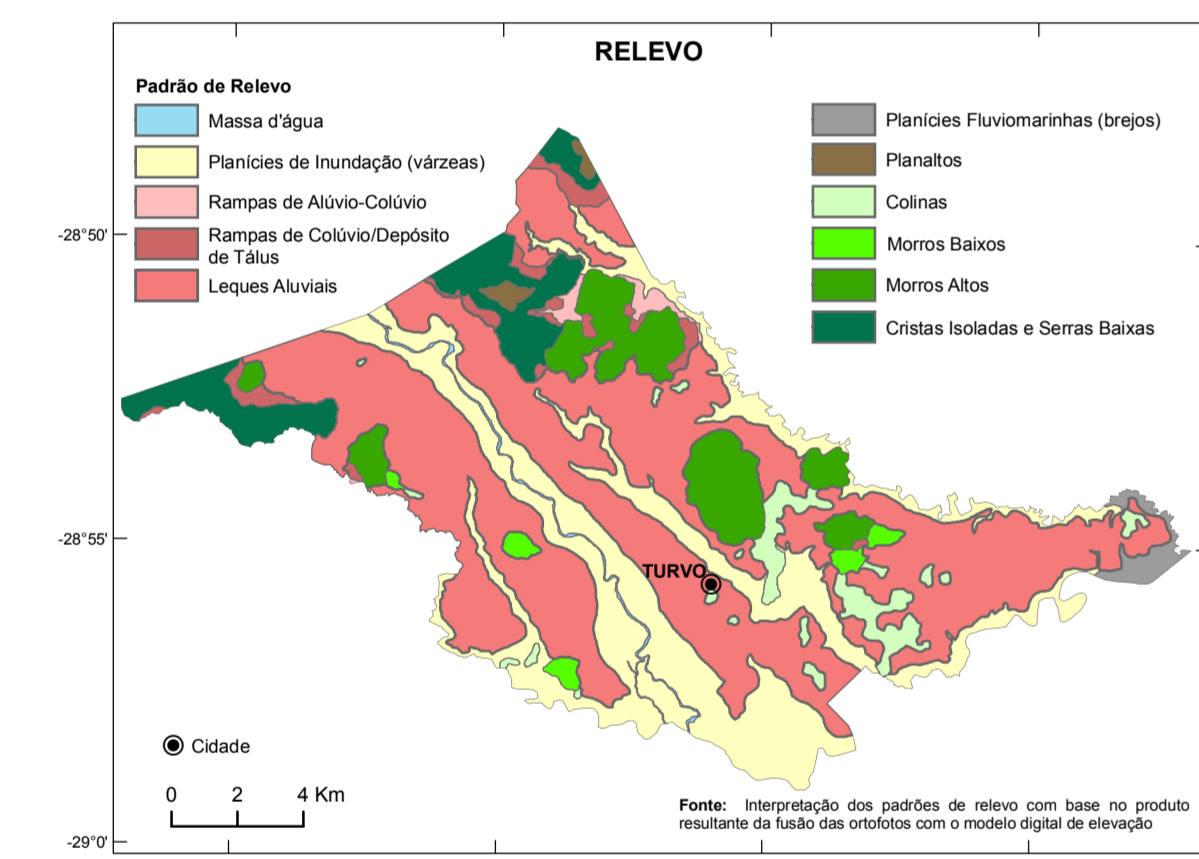 RELEVO
Padrão de Relevo
Massa d'água
Planícies de Inundação (várzeas)
Rampas de Alúvio-Colúvio
Rampas de Colúvio/Depósito
de Tálus
Leques Aluviais
Planícies Fluviomarinhas (brejos)
Planaltos
Colinas
Morros Baixos
Morros Altos
Cristas Isoladas e Serras Baixas
-28°50'
-28°55'
-29°0'
TURVO
Cidade
0 2 4 Km
Fonte: Interpretação dos padrões de relevo com base no produto
resultante da fusão das ortofotos com o modelo digital de elevação